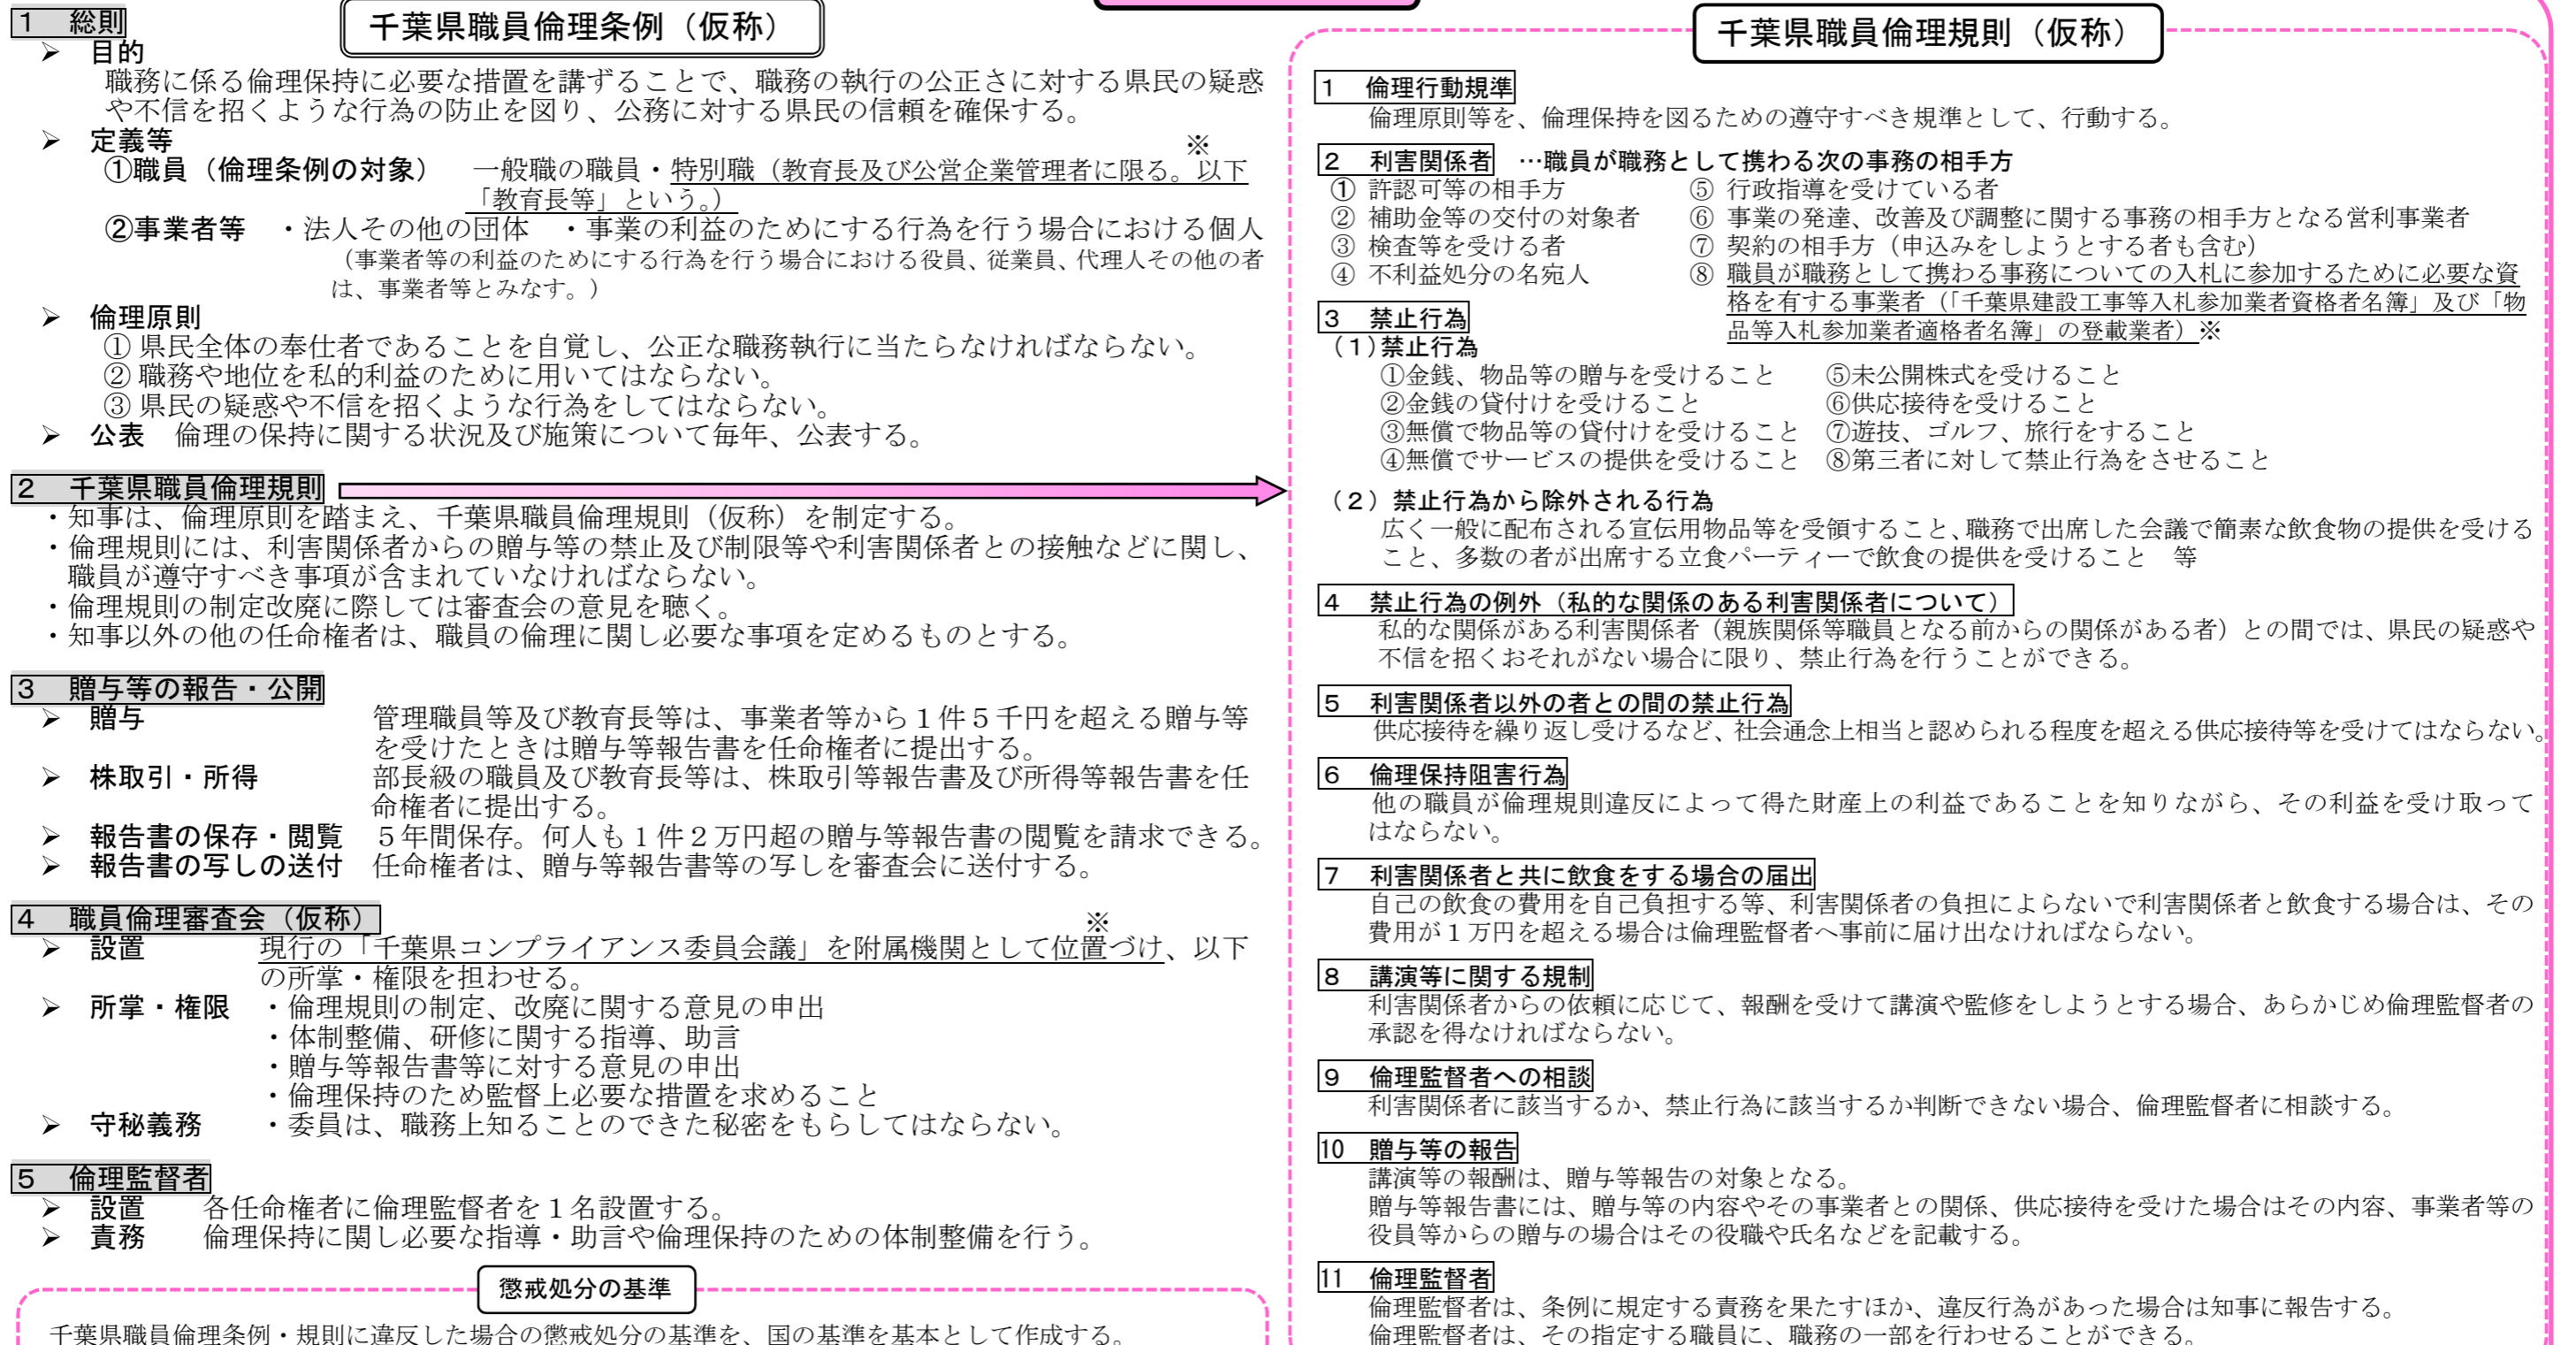 千葉県職員倫理条例（仮称）
１　総則
➢　目的
職務に係る倫理保持に必要な措置を講ずることで、職務の執行の公正さに対する県民の疑惑
や不信を招くような行為の防止を図り、公務に対する県民の信頼を確保する。
➢　定義等
※
①職員（倫理条例の対象）　一般職の職員・特別職（教育長及び公営企業管理者に限る。以下
「教育長等」という。）
②事業者等　・法人その他の団体　・事業の利益のためにする行為を行う場合における個人
（事業者等の利益のためにする行為を行う場合における役員、従業員、代理人その他の者
は、事業者等とみなす。）
➢　倫理原則
① 県民全体の奉仕者であることを自覚し、公正な職務執行に当たらなければならない。
② 職務や地位を私的利益のために用いてはならない。
③ 県民の疑惑や不信を招くような行為をしてはならない。
➢　公表　倫理の保持に関する状況及び施策について毎年、公表する。
２　千葉県職員倫理規則
・知事は、倫理原則を踏まえ、千葉県職員倫理規則（仮称）を制定する。
・倫理規則には、利害関係者からの贈与等の禁止及び制限等や利害関係者との接触などに関し、
職員が遵守すべき事項が含まれていなければならない。
・倫理規則の制定改廃に際しては審査会の意見を聴く。
・知事以外の他の任命権者は、職員の倫理に関し必要な事項を定めるものとする。
３　贈与等の報告・公開
➢　贈与　管理職員等及び教育長等は、事業者等から１件５千円を超える贈与等
を受けたときは贈与等報告書を任命権者に提出する。
➢　株取引・所得　部長級の職員及び教育長等は、株取引等報告書及び所得等報告書を任
命権者に提出する。
➢　報告書の保存・閲覧　５年間保存。何人も１件２万円超の贈与等報告書の閲覧を請求できる。
➢　報告書の写しの送付　任命権者は、贈与等報告書等の写しを審査会に送付する。
４　職員倫理審査会（仮称）
※
➢　設置　現行の「千葉県コンプライアンス委員会議」を附属機関として位置づけ、以下
の所掌・権限を担わせる。
➢　所掌・権限　・倫理規則の制定、改廃に関する意見の申出
・体制整備、研修に関する指導、助言
・贈与等報告書等に対する意見の申出
・倫理保持のため監督上必要な措置を求めること
➢　守秘義務　・委員は、職務上知ることのできた秘密をもらしてはならない。
５　倫理監督者
➢　設置　各任命権者に倫理監督者を１名設置する。
➢　責務　倫理保持に関し必要な指導・助言や倫理保持のための体制整備を行う。
懲戒処分の基準
千葉県職員倫理条例・規則に違反した場合の懲戒処分の基準を、国の基準を基本として作成する。
千葉県職員倫理規則（仮称）
１　倫理行動規準
倫理原則等を、倫理保持を図るための遵守すべき規準として、行動する。
２　利害関係者　…職員が職務として携わる次の事務の相手方
① 許認可等の相手方　⑤ 行政指導を受けている者
② 補助金等の交付の対象者　⑥ 事業の発達、改善及び調整に関する事務の相手方となる営利事業者
③ 検査等を受ける者　⑦ 契約の相手方（申込みをしようとする者も含む）
④ 不利益処分の名宛人　⑧ 職員が職務として携わる事務についての入札に参加するために必要な資
格を有する事業者（「千葉県建設工事等入札参加業者資格者名簿」及び「物
品等入札参加業者適格者名簿」の登載業者）※
３　禁止行為
（１）禁止行為
①金銭、物品等の贈与を受けること　⑤未公開株式を受けること
②金銭の貸付けを受けること　⑥供応接待を受けること
③無償で物品等の貸付けを受けること　⑦遊技、ゴルフ、旅行をすること
④無償でサービスの提供を受けること　⑧第三者に対して禁止行為をさせること
（２）禁止行為から除外される行為
広く一般に配布される宣伝用物品等を受領すること、職務で出席した会議で簡素な飲食物の提供を受ける
こと、多数の者が出席する立食パーティーで飲食の提供を受けること　等
４　禁止行為の例外（私的な関係のある利害関係者について）
私的な関係がある利害関係者（親族関係等職員となる前からの関係がある者）との間では、県民の疑惑や
不信を招くおそれがない場合に限り、禁止行為を行うことができる。
５　利害関係者以外の者との間の禁止行為
供応接待を繰り返し受けるなど、社会通念上相当と認められる程度を超える供応接待等を受けてはならない。
６　倫理保持阻害行為
他の職員が倫理規則違反によって得た財産上の利益であることを知りながら、その利益を受け取って
はならない。
７　利害関係者と共に飲食をする場合の届出
自己の飲食の費用を自己負担する等、利害関係者の負担によらないで利害関係者と飲食する場合は、その
費用が１万円を超える場合は倫理監督者へ事前に届け出なければならない。
８　講演等に関する規制
利害関係者からの依頼に応じて、報酬を受けて講演や監修をしようとする場合、あらかじめ倫理監督者の
承認を得なければならない。
９　倫理監督者への相談
利害関係者に該当するか、禁止行為に該当するか判断できない場合、倫理監督者に相談する。
10　贈与等の報告
講演等の報酬は、贈与等報告の対象となる。
贈与等報告書には、贈与等の内容やその事業者との関係、供応接待を受けた場合はその内容、事業者等の
役員等からの贈与の場合はその役職や氏名などを記載する。
11　倫理監督者
倫理監督者は、条例に規定する責務を果たすほか、違反行為があった場合は知事に報告する。
倫理監督者は、その指定する職員に、職務の一部を行わせることができる。